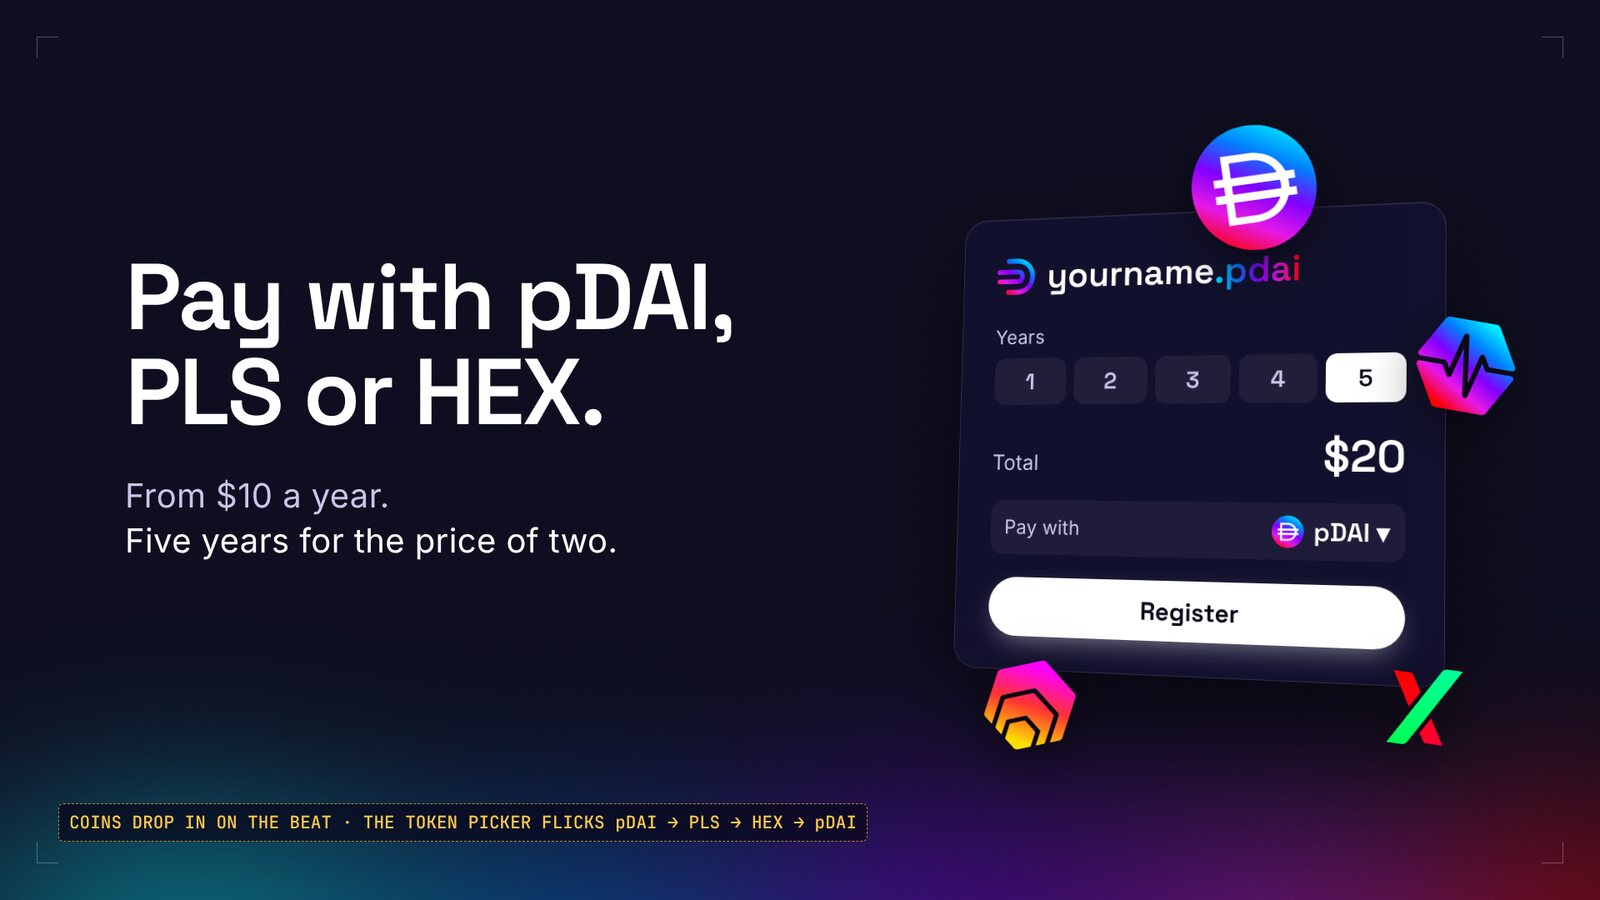 Pay with pDAI,
PLS or HEX.
From $10 a year.
Five years for the price of two.
yourname.pdai
Years
1 2 3 4 5
Total $20
Pay with pDAI ▾
Register
COINS DROP IN ON THE BEAT · THE TOKEN PICKER FLICKS pDAI → PLS → HEX → pDAI